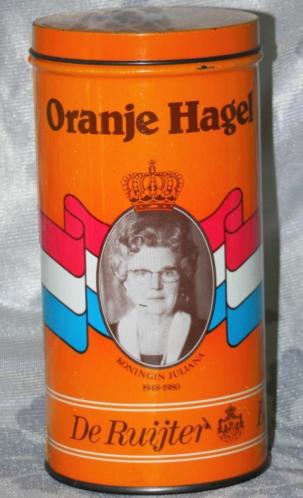 Oranje Hagel
KONINGIN JULIANA
1948-1980
De Ruijter